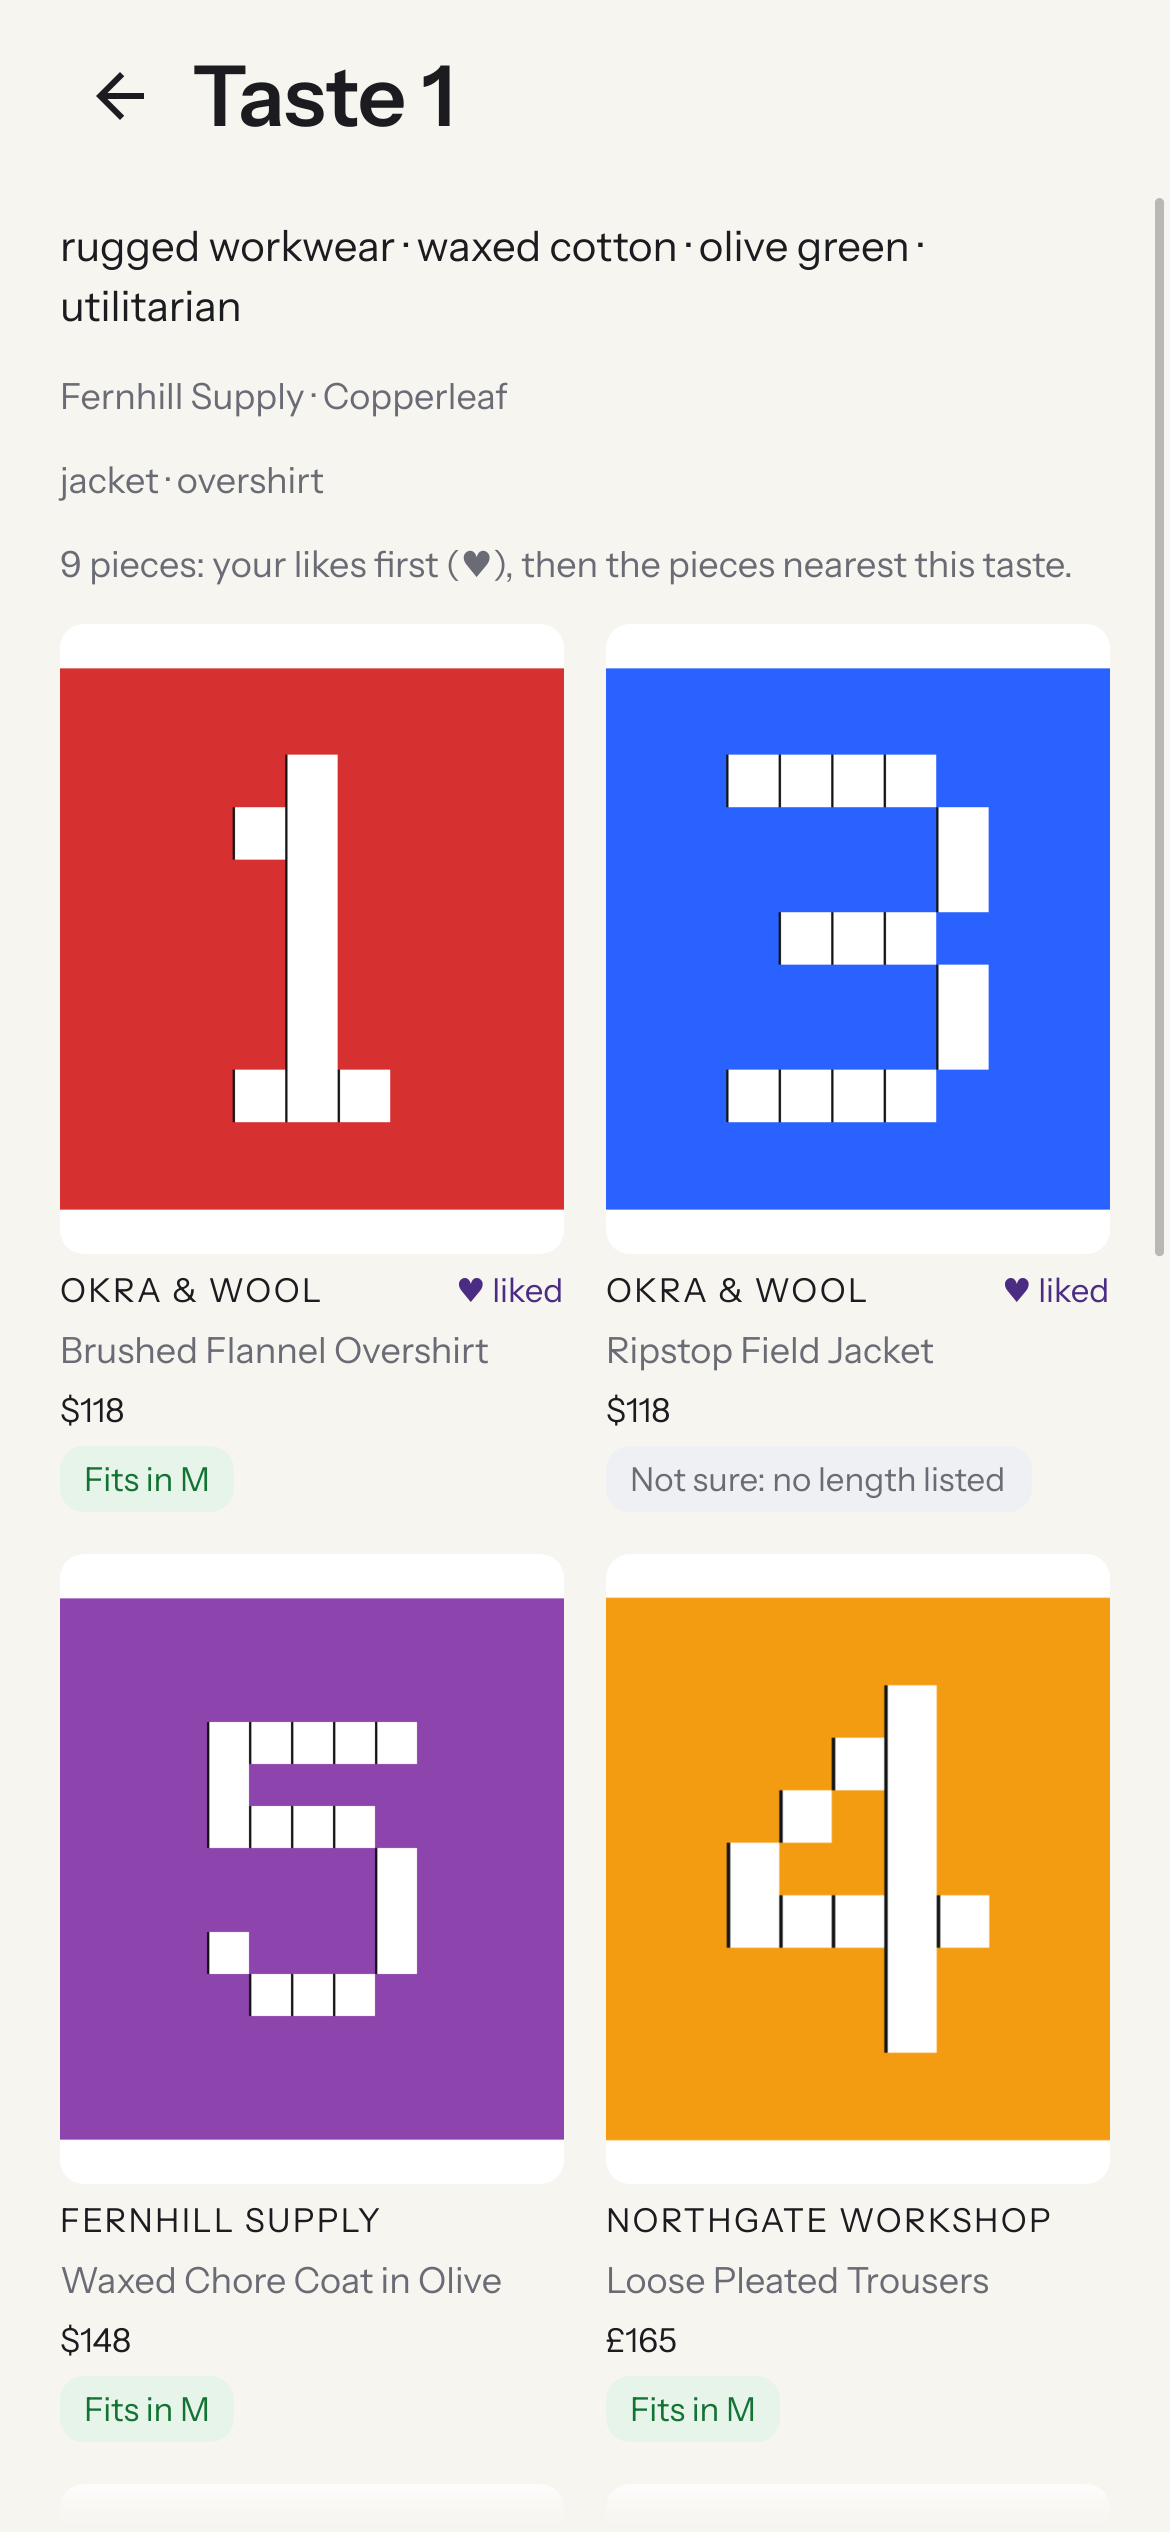 Taste 1
rugged workwear · waxed cotton · olive green ·
utilitarian
Fernhill Supply · Copperleaf
jacket · overshirt
9 pieces: your likes first (♥), then the pieces nearest this taste.
1
3
OKRA & WOOL ♥ liked
OKRA & WOOL ♥ liked
Brushed Flannel Overshirt
Ripstop Field Jacket
$118
$118
Fits in M
Not sure: no length listed
5
4
FERNHILL SUPPLY
NORTHGATE WORKSHOP
Waxed Chore Coat in Olive
Loose Pleated Trousers
$148
£165
Fits in M
Fits in M